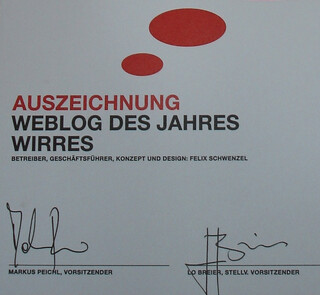 AUSZEICHNUNG
WEBLOG DES JAHRES
WIRRES
BETREIBER, GESCHÄFTSFÜHRER, KONZEPT UND DESIGN: FELIX SCHWENZEL
MARKUS PEICHL, VORSITZENDER
LO BREIER, STELLV. VORSITZENDER